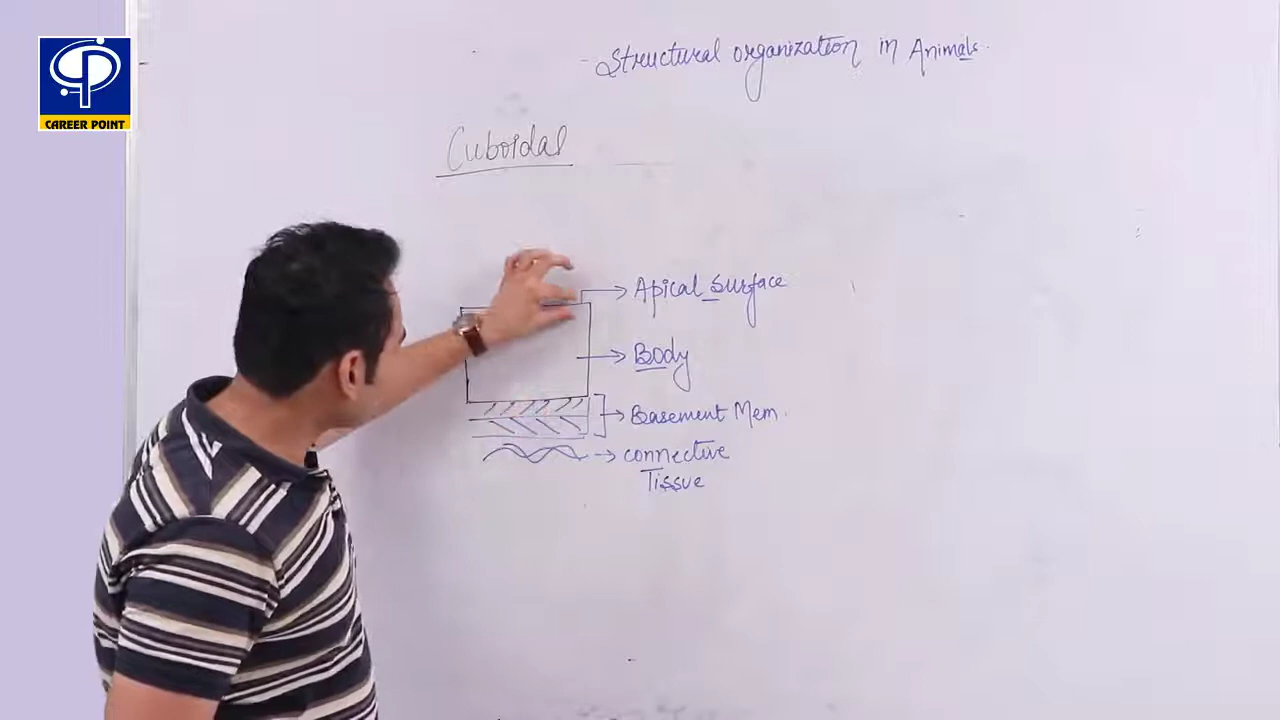 CAREER POINT
- Structural organization in Animals.
Cuboidal
Apical Surface
Body
Basement Mem.
connective
Tissue